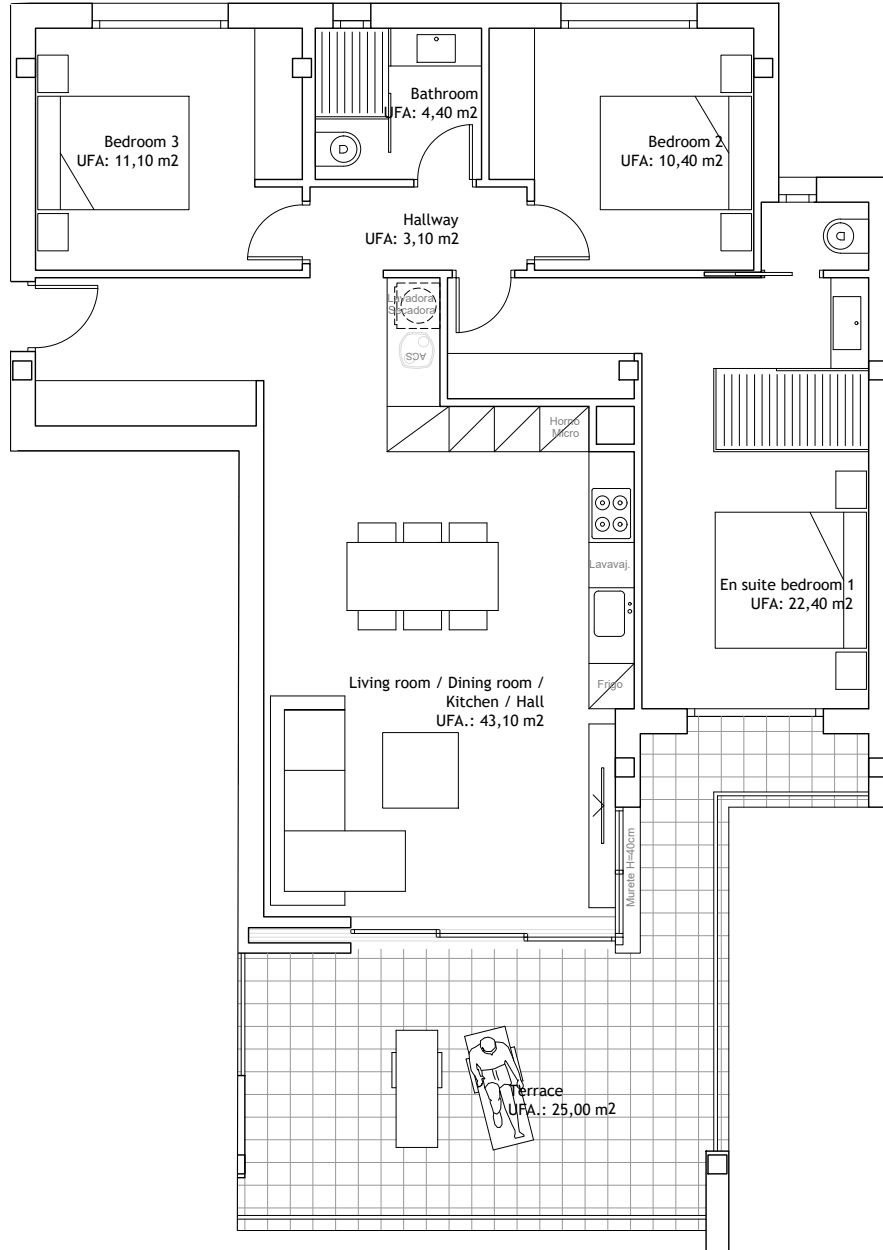 Bathroom
UFA: 4,40 m2
Bedroom 3
UFA: 11,10 m2
Bedroom 2
UFA: 10,40 m2
Hallway
UFA: 3,10 m2
Lavadora
Secadora
ACS
Horno
Micro
Lavavaj.
En suite bedroom 1
UFA: 22,40 m2
Living room / Dining room /
Kitchen / Hall
UFA.: 43,10 m2
Frigo
Murete H=40cm
Terrace
UFA.: 25,00 m2